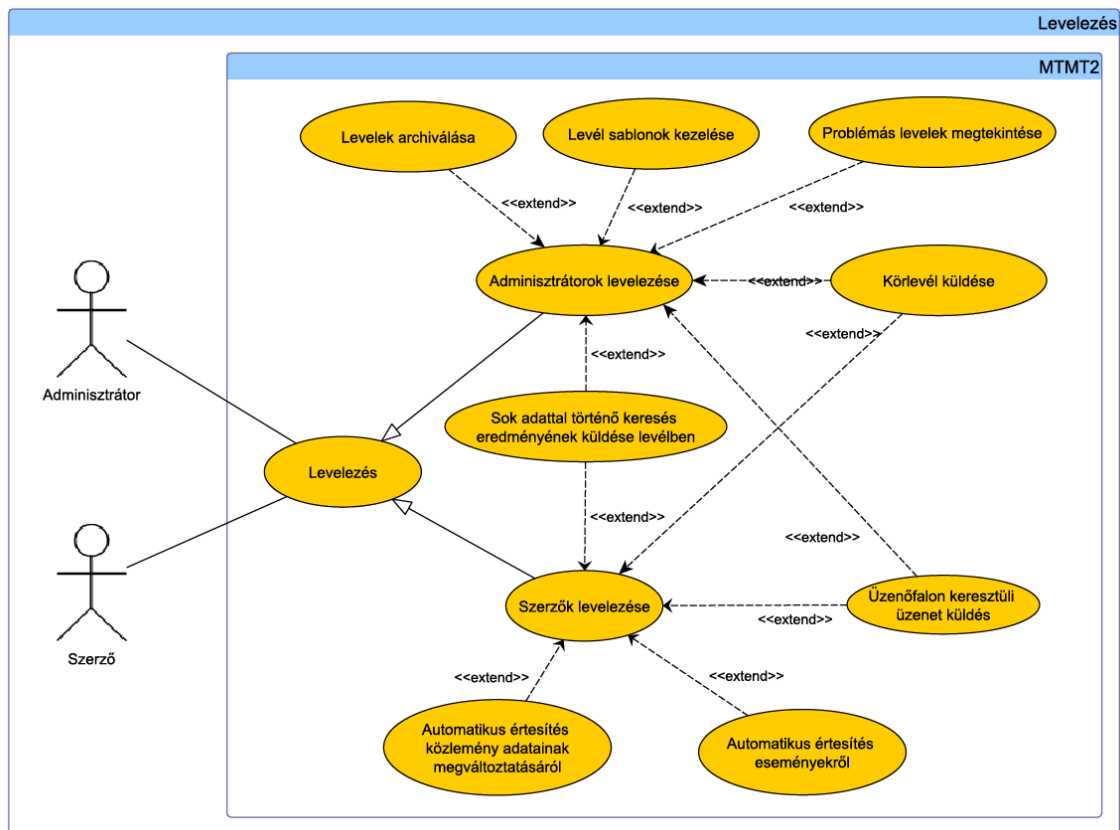 Levelezés
MTMT2
Levelek archiválása
Levél sablonok kezelése
Problémás levelek megtekintése
<<extend>>
<<extend>>
<<extend>>
Adminisztrátorok levelezése
<<extend>>
Körlevél küldése
<<extend>>
<<extend>>
Adminisztrátor
Sok adattal történő keresés
eredményének küldése levélben
Levelezés
<<extend>>
<<extend>>
Szerzők levelezése
Üzenőfalon keresztüli
üzenet küldés
<<extend>>
Szerző
<<extend>>
<<extend>>
Automatikus értesítés
közlemény adatainak
megváltoztatásáról
Automatikus értesítés
eseményekről